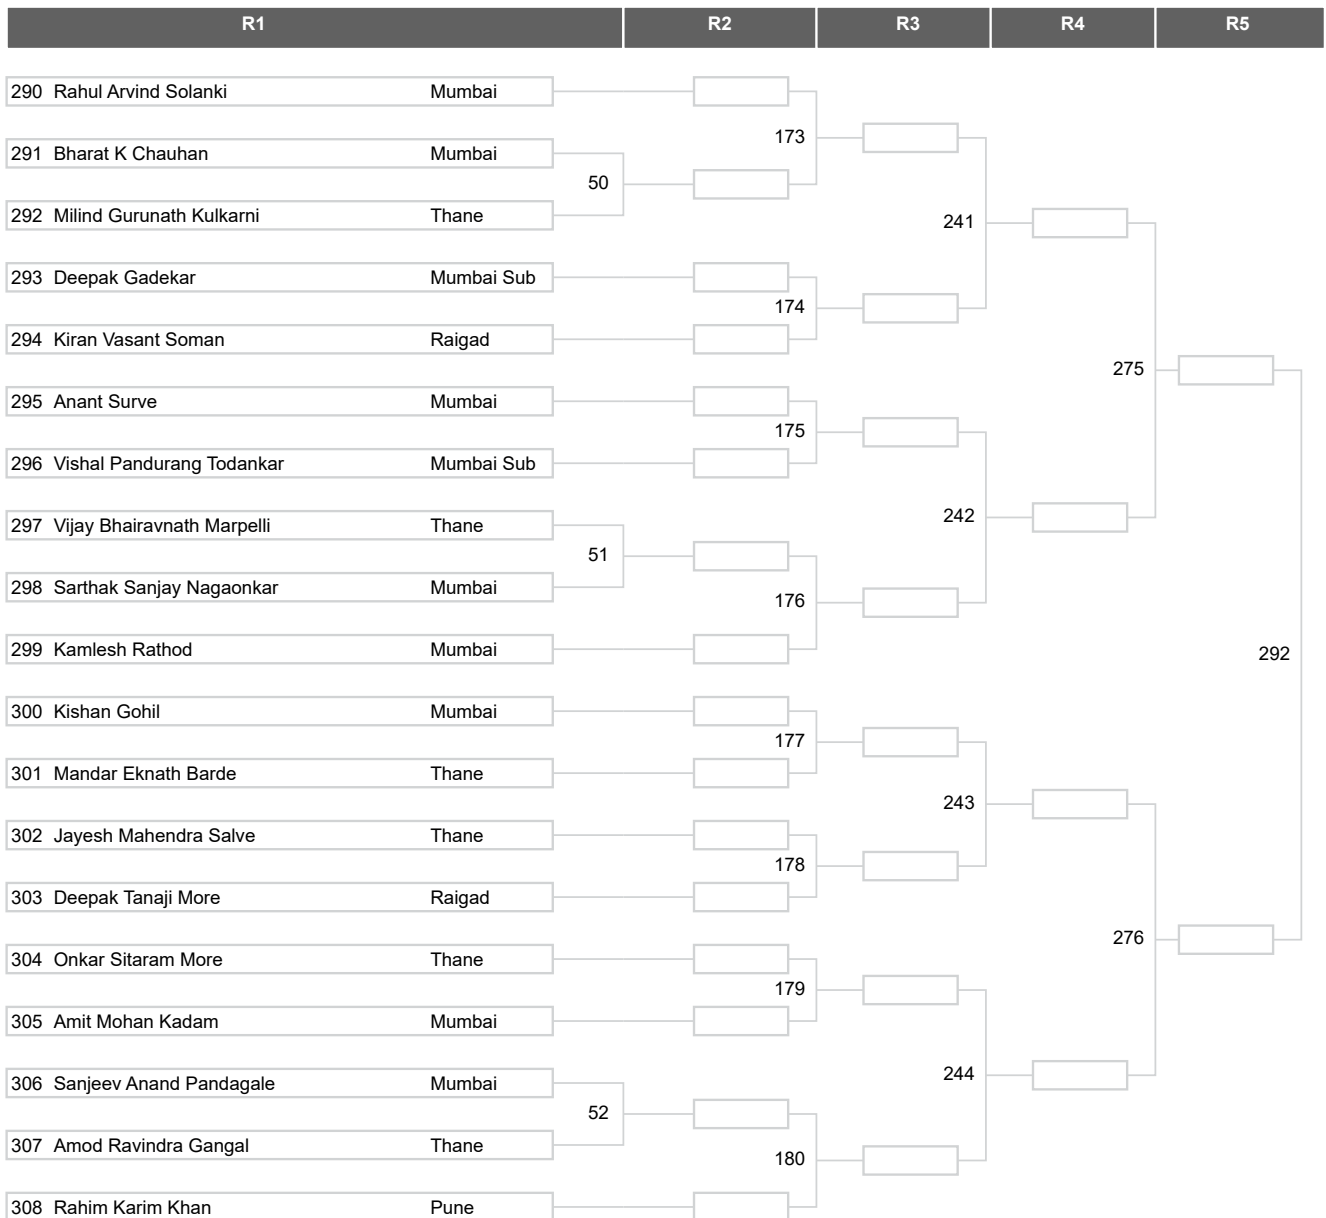 R1 R2 R3 R4 R5
290 Rahul Arvind Solanki Mumbai
173
291 Bharat K Chauhan Mumbai
50
292 Milind Gurunath Kulkarni Thane
241
293 Deepak Gadekar Mumbai Sub
174
294 Kiran Vasant Soman Raigad
275
295 Anant Surve Mumbai
175
296 Vishal Pandurang Todankar Mumbai Sub
242
297 Vijay Bhairavnath Marpelli Thane
51
298 Sarthak Sanjay Nagaonkar Mumbai
176
299 Kamlesh Rathod Mumbai
292
300 Kishan Gohil Mumbai
177
301 Mandar Eknath Barde Thane
243
302 Jayesh Mahendra Salve Thane
178
303 Deepak Tanaji More Raigad
276
304 Onkar Sitaram More Thane
179
305 Amit Mohan Kadam Mumbai
244
306 Sanjeev Anand Pandagale Mumbai
52
307 Amod Ravindra Gangal Thane
180
308 Rahim Karim Khan Pune